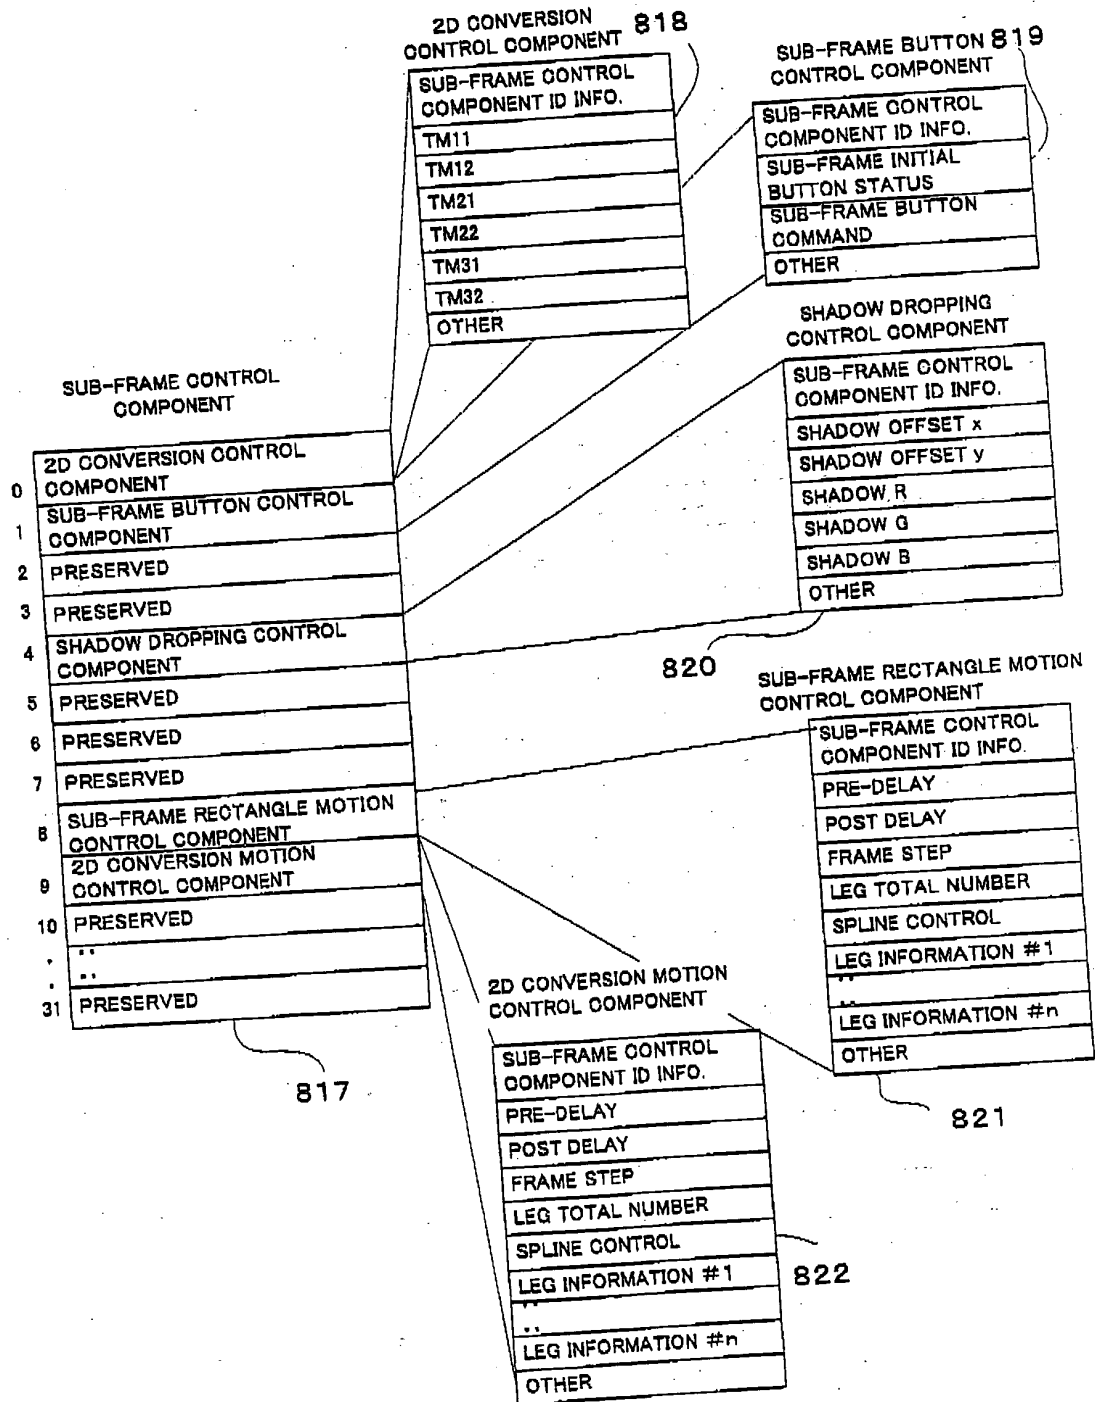 2D CONVERSION
CONTROL COMPONENT 818
SUB-FRAME CONTROL
COMPONENT ID INFO.
TM11
TM12
TM21
TM22
TM31
TM32
OTHER
SUB-FRAME BUTTON 819
CONTROL COMPONENT
SUB-FRAME CONTROL
COMPONENT ID INFO.
SUB-FRAME INITIAL
BUTTON STATUS
SUB-FRAME BUTTON
COMMAND
OTHER
SHADOW DROPPING
CONTROL COMPONENT
SUB-FRAME CONTROL
COMPONENT ID INFO.
SHADOW OFFSET x
SHADOW OFFSET y
SHADOW R
SHADOW G
SHADOW B
OTHER
820
SUB-FRAME CONTROL
COMPONENT
0 2D CONVERSION CONTROL
COMPONENT
1 SUB-FRAME BUTTON CONTROL
COMPONENT
2 PRESERVED
3 PRESERVED
4 SHADOW DROPPING CONTROL
COMPONENT
5 PRESERVED
6 PRESERVED
7 PRESERVED
8 SUB-FRAME RECTANGLE MOTION
CONTROL COMPONENT
9 2D CONVERSION MOTION
CONTROL COMPONENT
10 PRESERVED
31 PRESERVED
817
SUB-FRAME RECTANGLE MOTION
CONTROL COMPONENT
SUB-FRAME CONTROL
COMPONENT ID INFO.
PRE-DELAY
POST DELAY
FRAME STEP
LEG TOTAL NUMBER
SPLINE CONTROL
LEG INFORMATION #1
LEG INFORMATION #n
OTHER
821
2D CONVERSION MOTION
CONTROL COMPONENT
SUB-FRAME CONTROL
COMPONENT ID INFO.
PRE-DELAY
POST DELAY
FRAME STEP
LEG TOTAL NUMBER
SPLINE CONTROL
LEG INFORMATION #1
LEG INFORMATION #n
OTHER
822